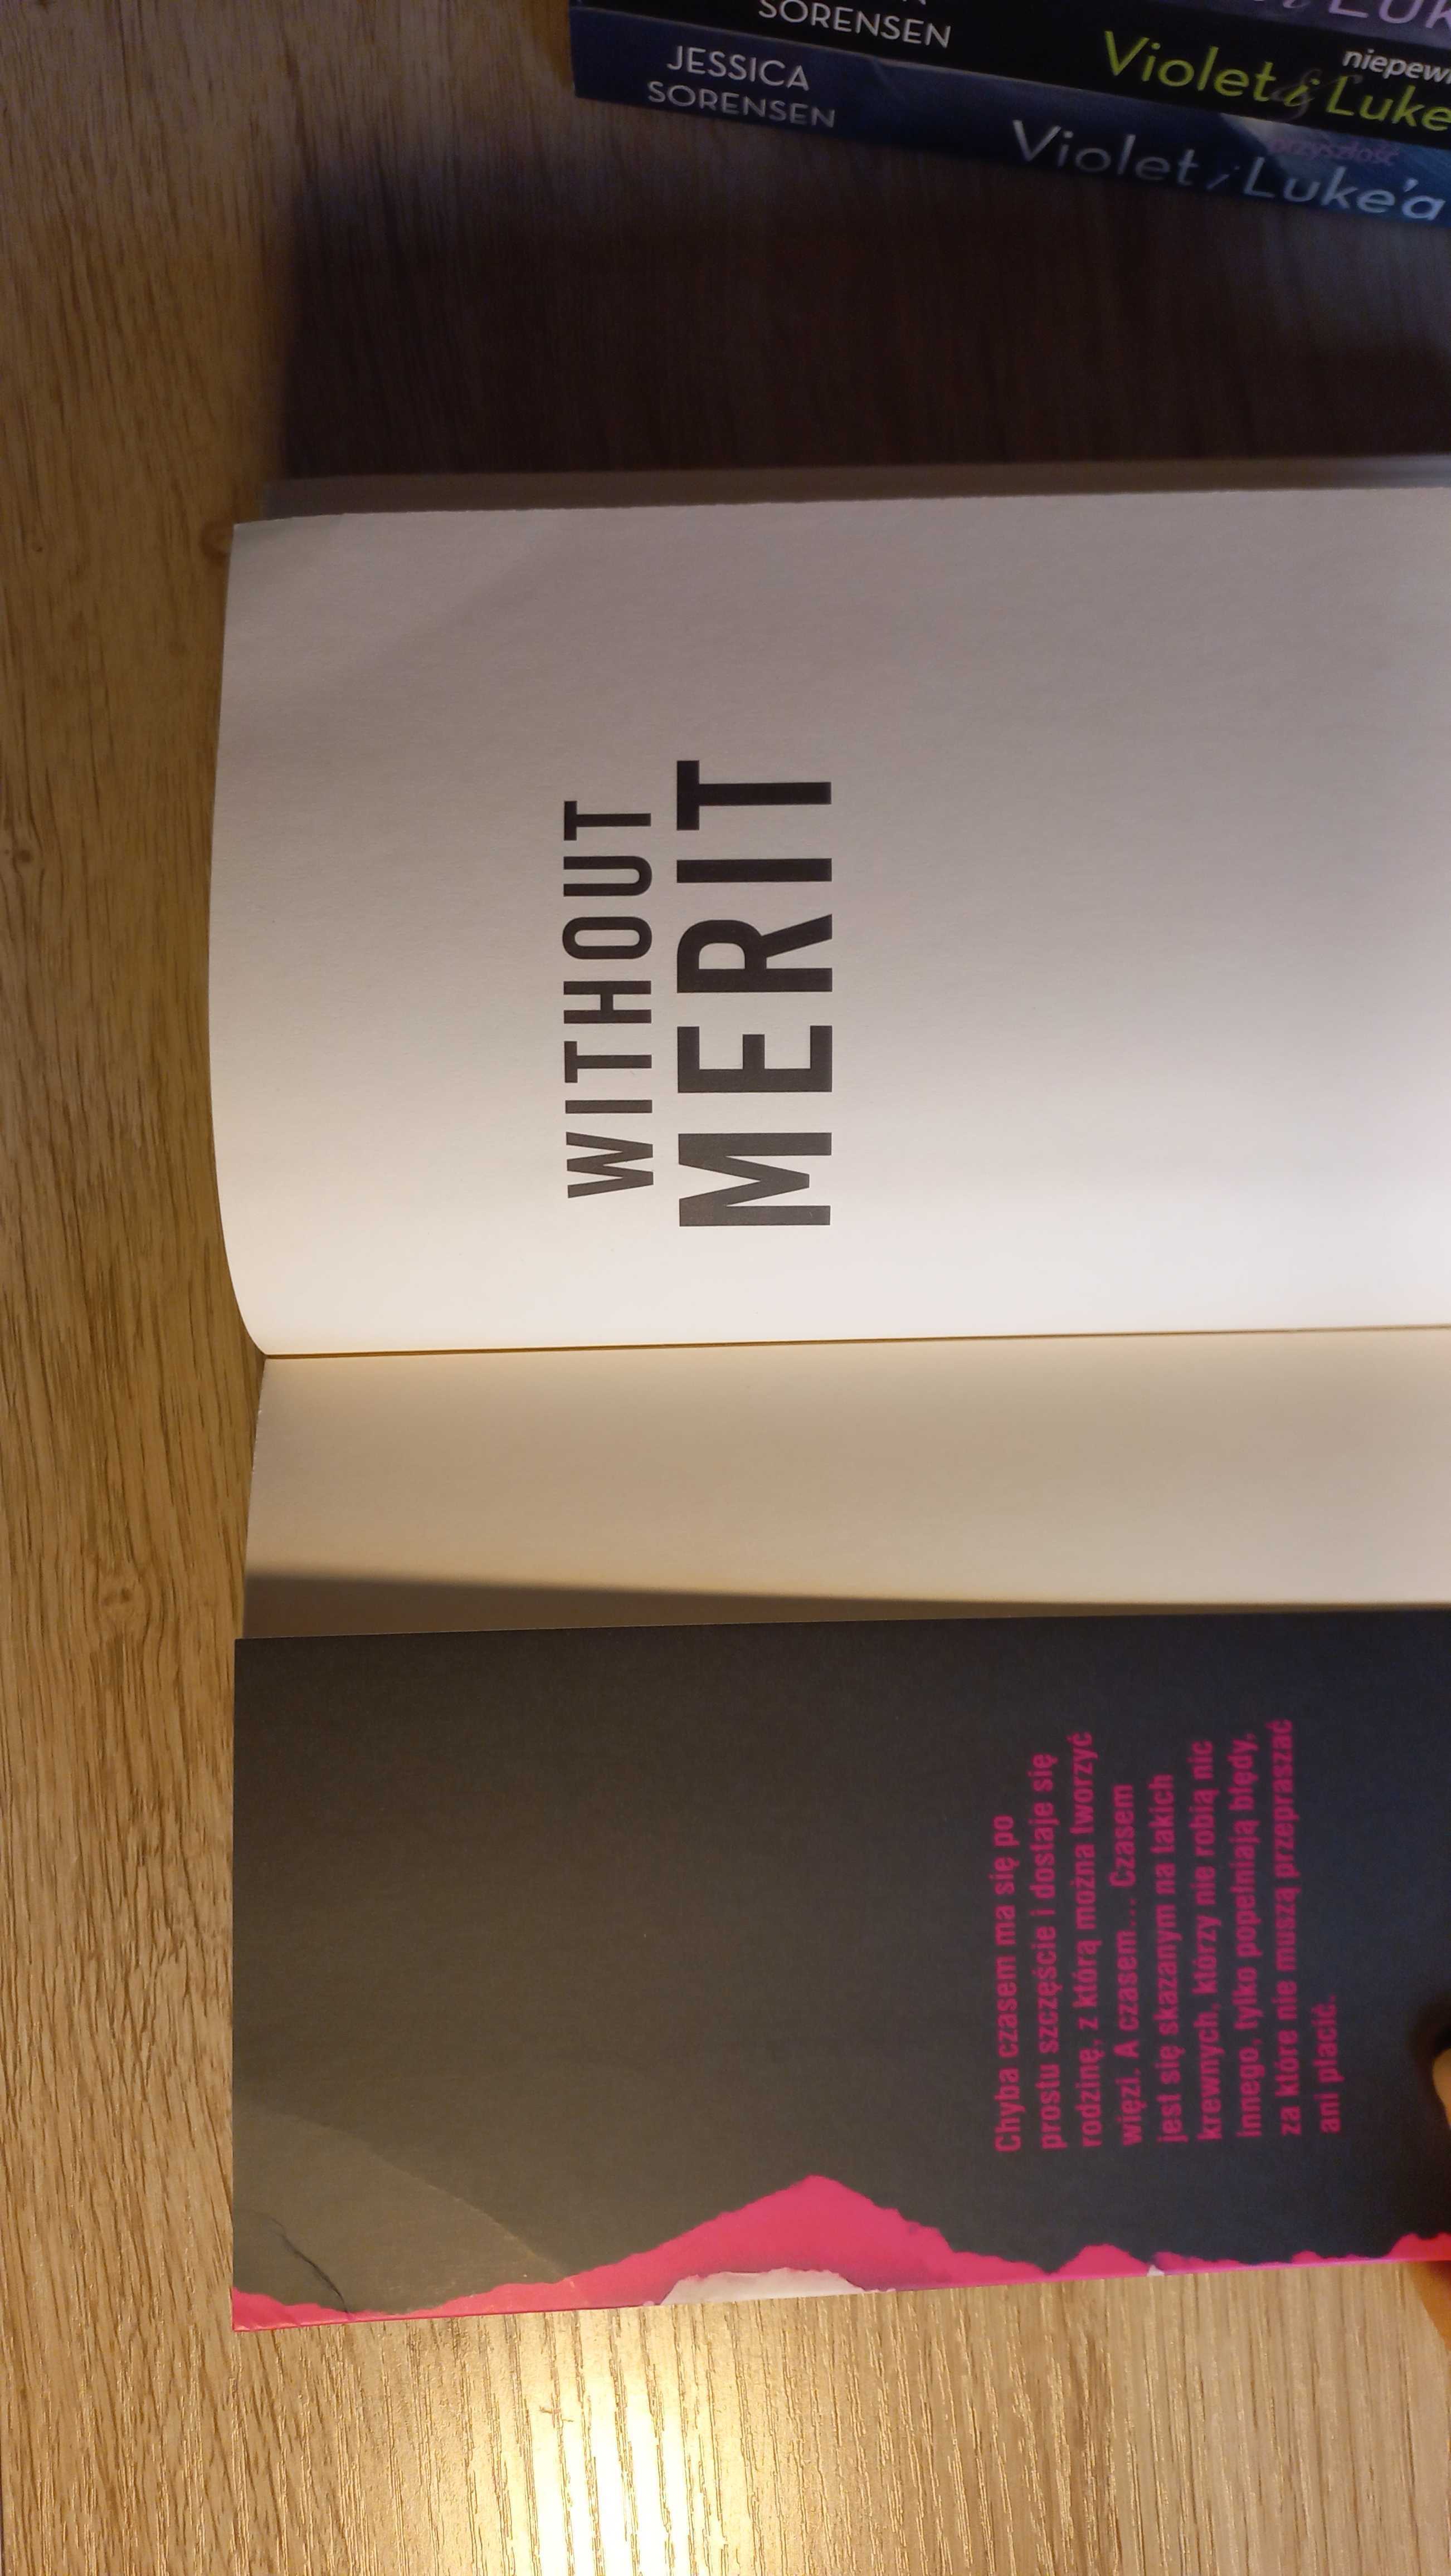 SORENSEN
niepew
Violet i Luke
JESSICA
SORENSEN
przyszłość
Violet i Luke'a
WITHOUT
MERIT
Chyba czasem ma się po
prostu szczęście i dostaje się
rodzinę, z którą można tworzyć
więzi. A czasem... Czasem
jest się skazanym na takich
krewnych, którzy nie robią nic
innego, tylko popełniają błędy,
za które nie muszą przepraszać
ani płacić.